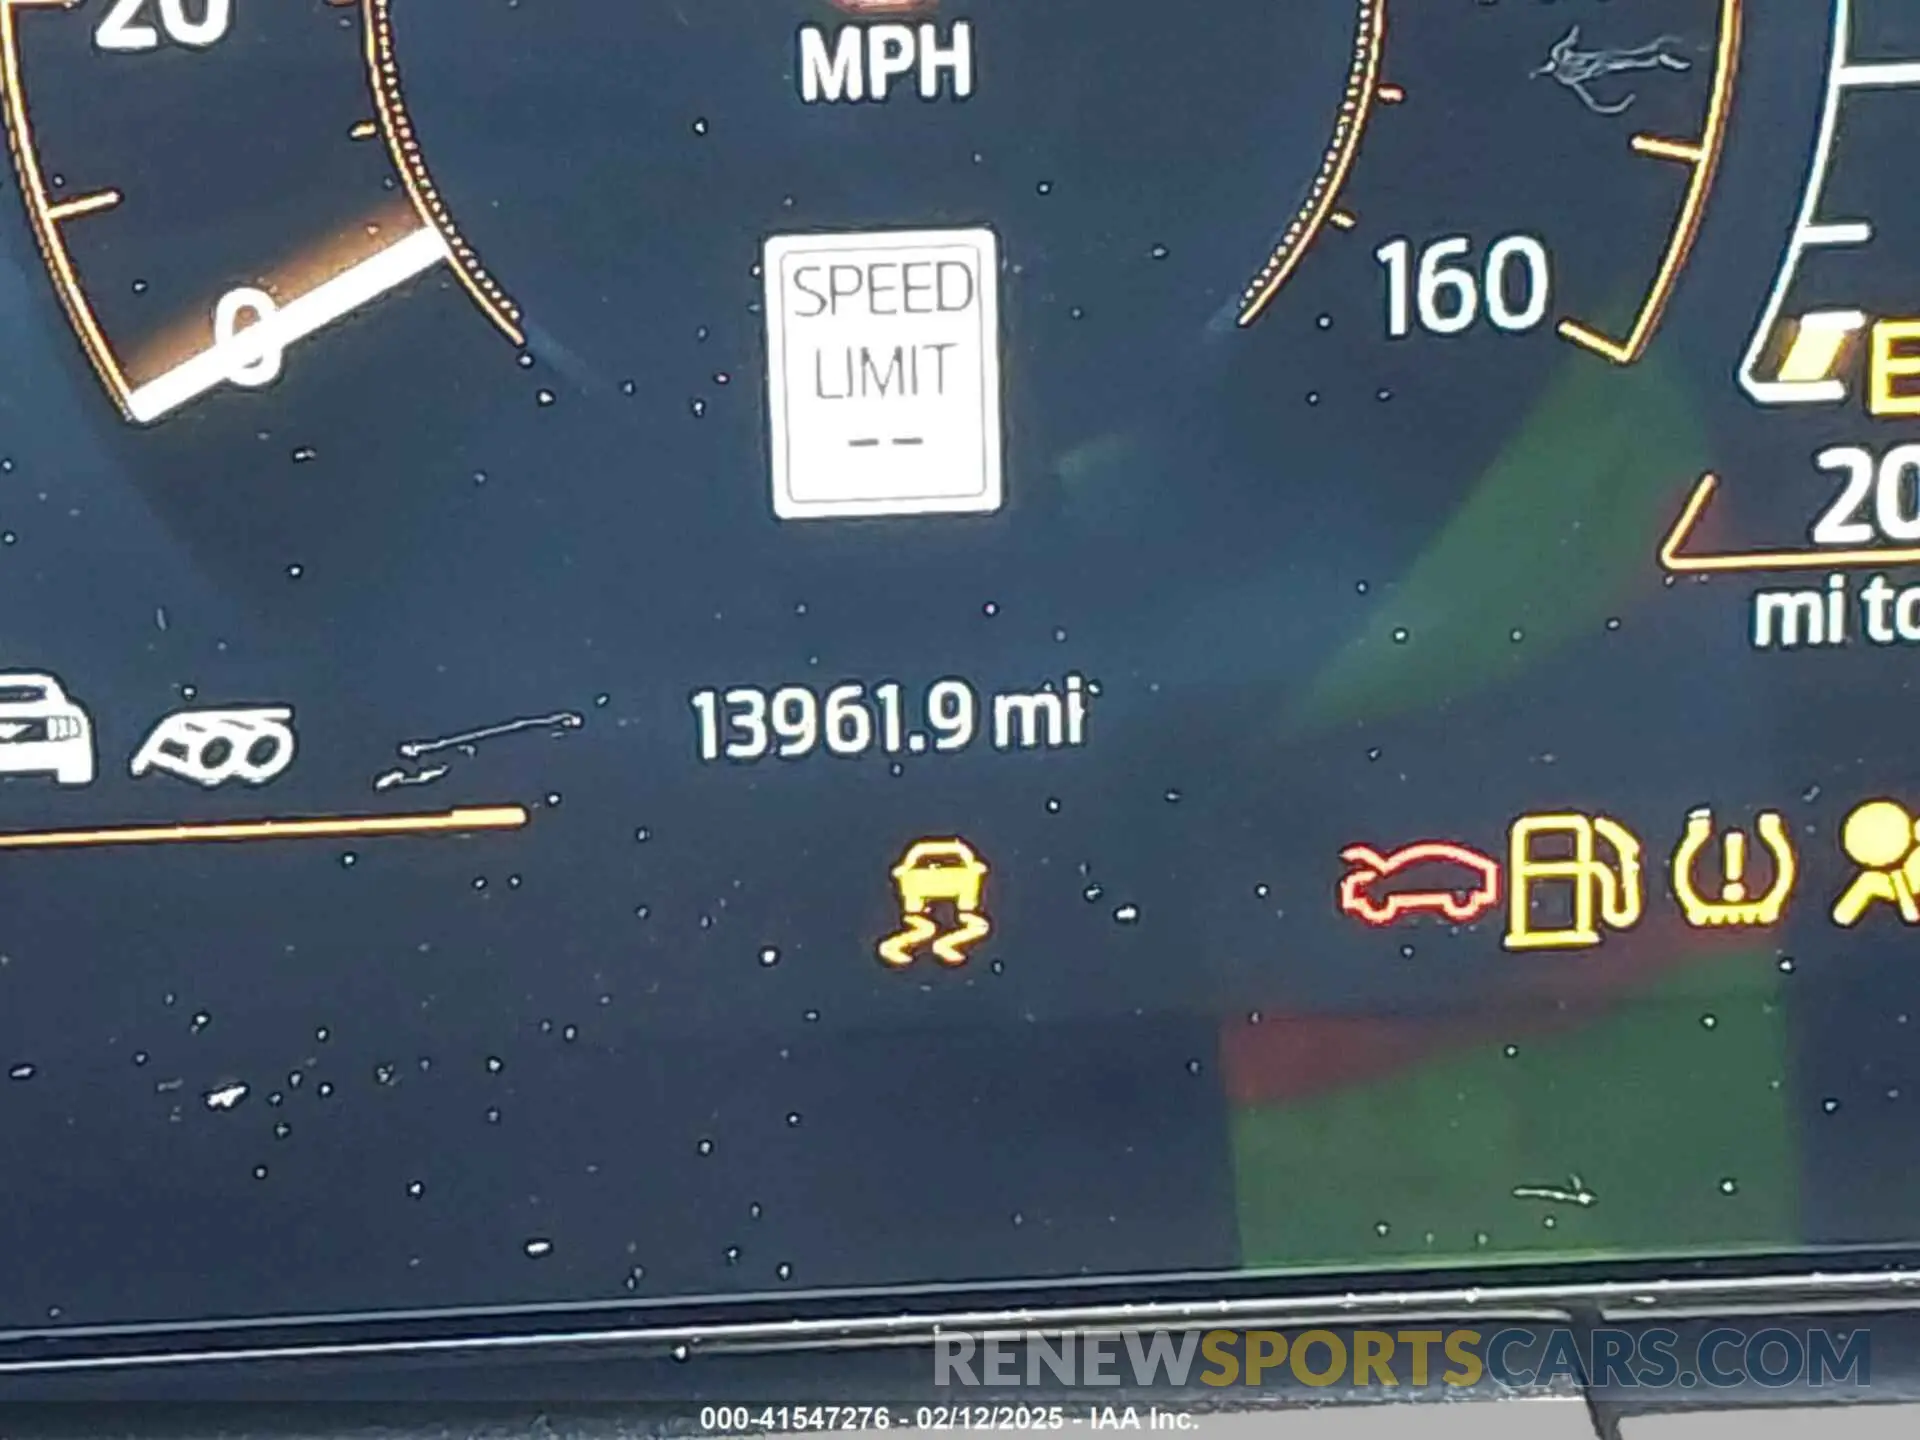 20
MPH
0
160
SPEED
LIMIT
--
E
20
mi to
13961.9 mi
RENEWSPORTSCARS.COM
000-41547276 - 02/12/2025 - IAA Inc.